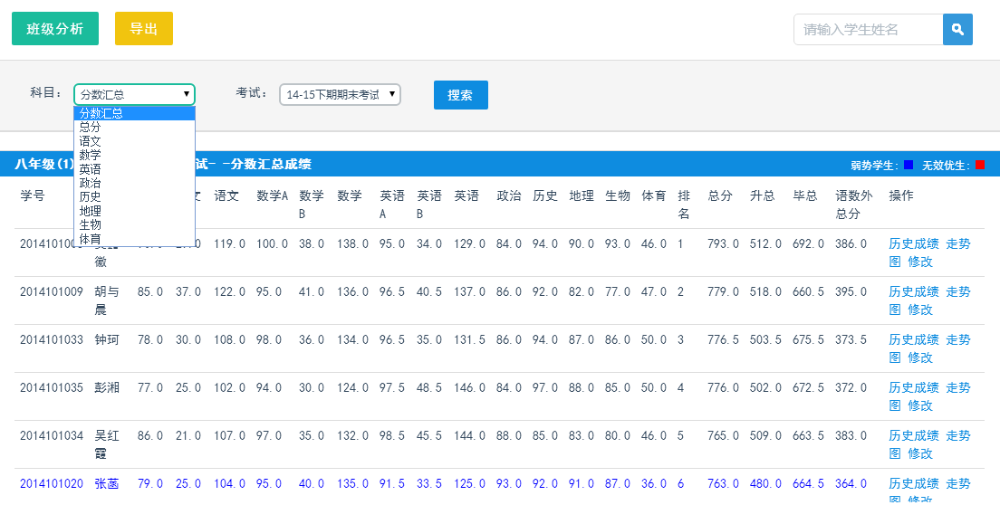 班级分析 导出 请输入学生姓名
科目： 分数汇总 考试： 14-15下期期末考试 搜索
分数汇总
总分
语文
数学
英语
政治
历史
地理
生物
体育
八年级(1) 试- -分数汇总成绩 弱势学生： 无效优生：
学号 语文 数学A 数学B 数学 英语A 英语B 英语 政治 历史 地理 生物 体育 排名 总分 升总 毕总 语数外总分 操作
119.0 100.0 38.0 138.0 95.0 34.0 129.0 84.0 94.0 90.0 93.0 46.0 1 793.0 512.0 692.0 386.0 历史成绩 走势图 修改
2014101009 胡与晨 85.0 37.0 122.0 95.0 41.0 136.0 96.5 40.5 137.0 86.0 92.0 82.0 77.0 47.0 2 779.0 518.0 660.5 395.0 历史成绩 走势图 修改
2014101033 钟珂 78.0 30.0 108.0 98.0 36.0 134.0 96.5 35.0 131.5 86.0 94.0 87.0 86.0 50.0 3 776.5 503.5 675.5 373.5 历史成绩 走势图 修改
2014101035 彭湘 77.0 25.0 102.0 94.0 30.0 124.0 97.5 48.5 146.0 84.0 97.0 88.0 85.0 50.0 4 776.0 502.0 672.5 372.0 历史成绩 走势图 修改
2014101034 吴红霞 86.0 21.0 107.0 97.0 35.0 132.0 98.5 45.5 144.0 88.0 85.0 83.0 80.0 46.0 5 765.0 509.0 663.5 383.0 历史成绩 走势图 修改
2014101020 张菡 79.0 25.0 104.0 95.0 40.0 135.0 91.5 33.5 125.0 93.0 92.0 91.0 87.0 36.0 6 763.0 480.0 664.5 364.0 历史成绩 走势图 修改